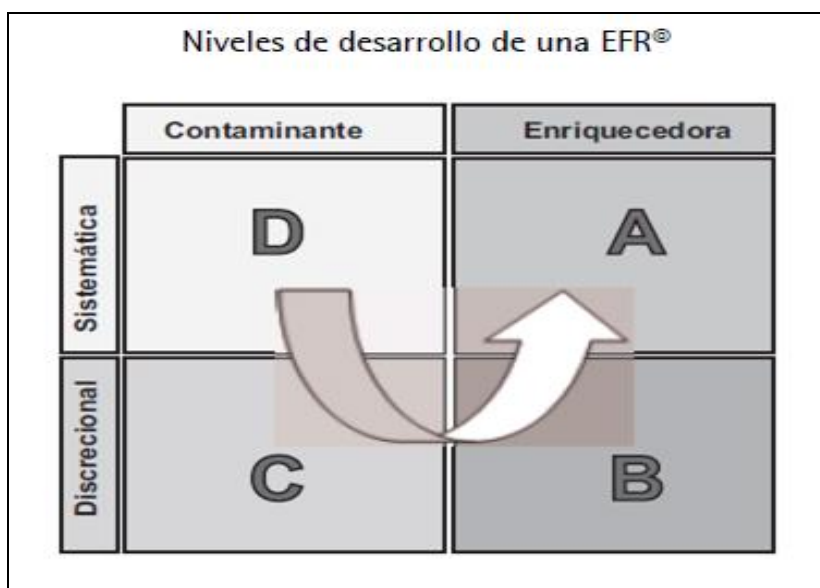 Niveles de desarrollo de una EFR©
Contaminante
Enriquecedora
Sistemática
D
A
Discrecional
C
B